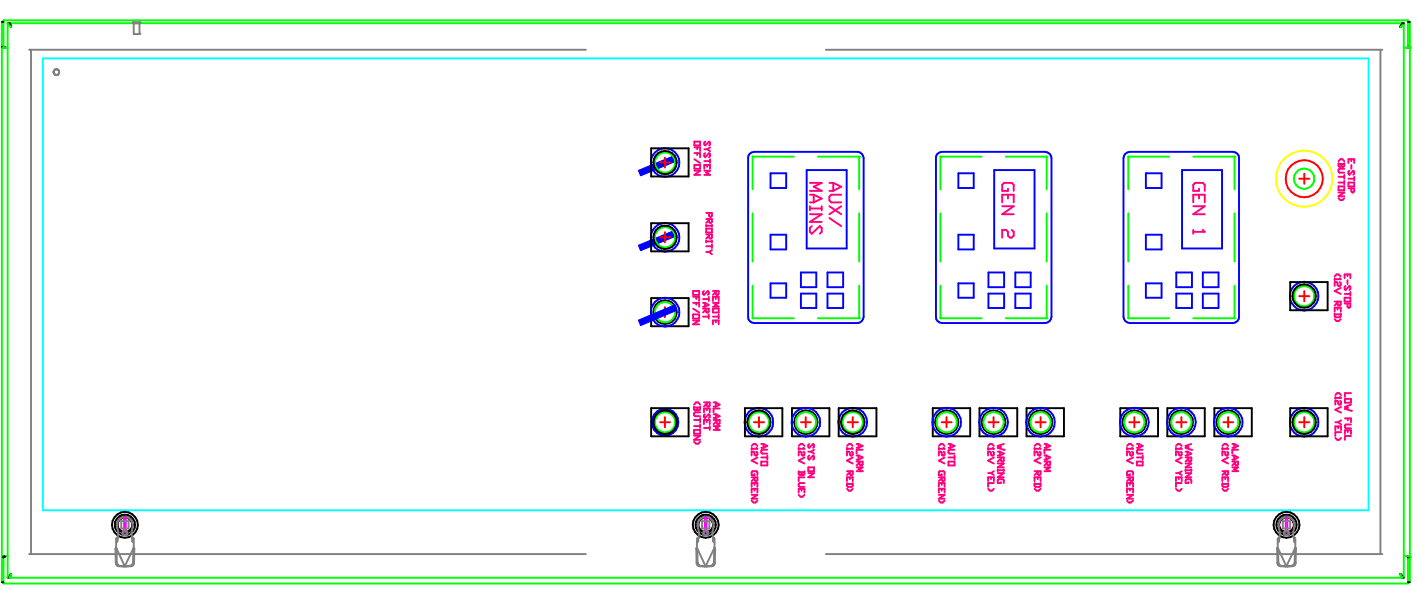 SYSTEM
OFF/ON
PRIORITY
REMOTE
START
OFF/ON
ALARM
RESET
(BUTTON)
AUX/
MAINS
AUTO
(12V GREEN)
SYS ON
(12V BLUE)
ALARM
(12V RED)
GEN 2
AUTO
(12V GREEN)
WARNING
(12V YEL)
ALARM
(12V RED)
GEN 1
AUTO
(12V GREEN)
WARNING
(12V YEL)
ALARM
(12V RED)
E-STOP
(BUTTON)
E-STOP
(12V RED)
LOW FUEL
(12V YEL)